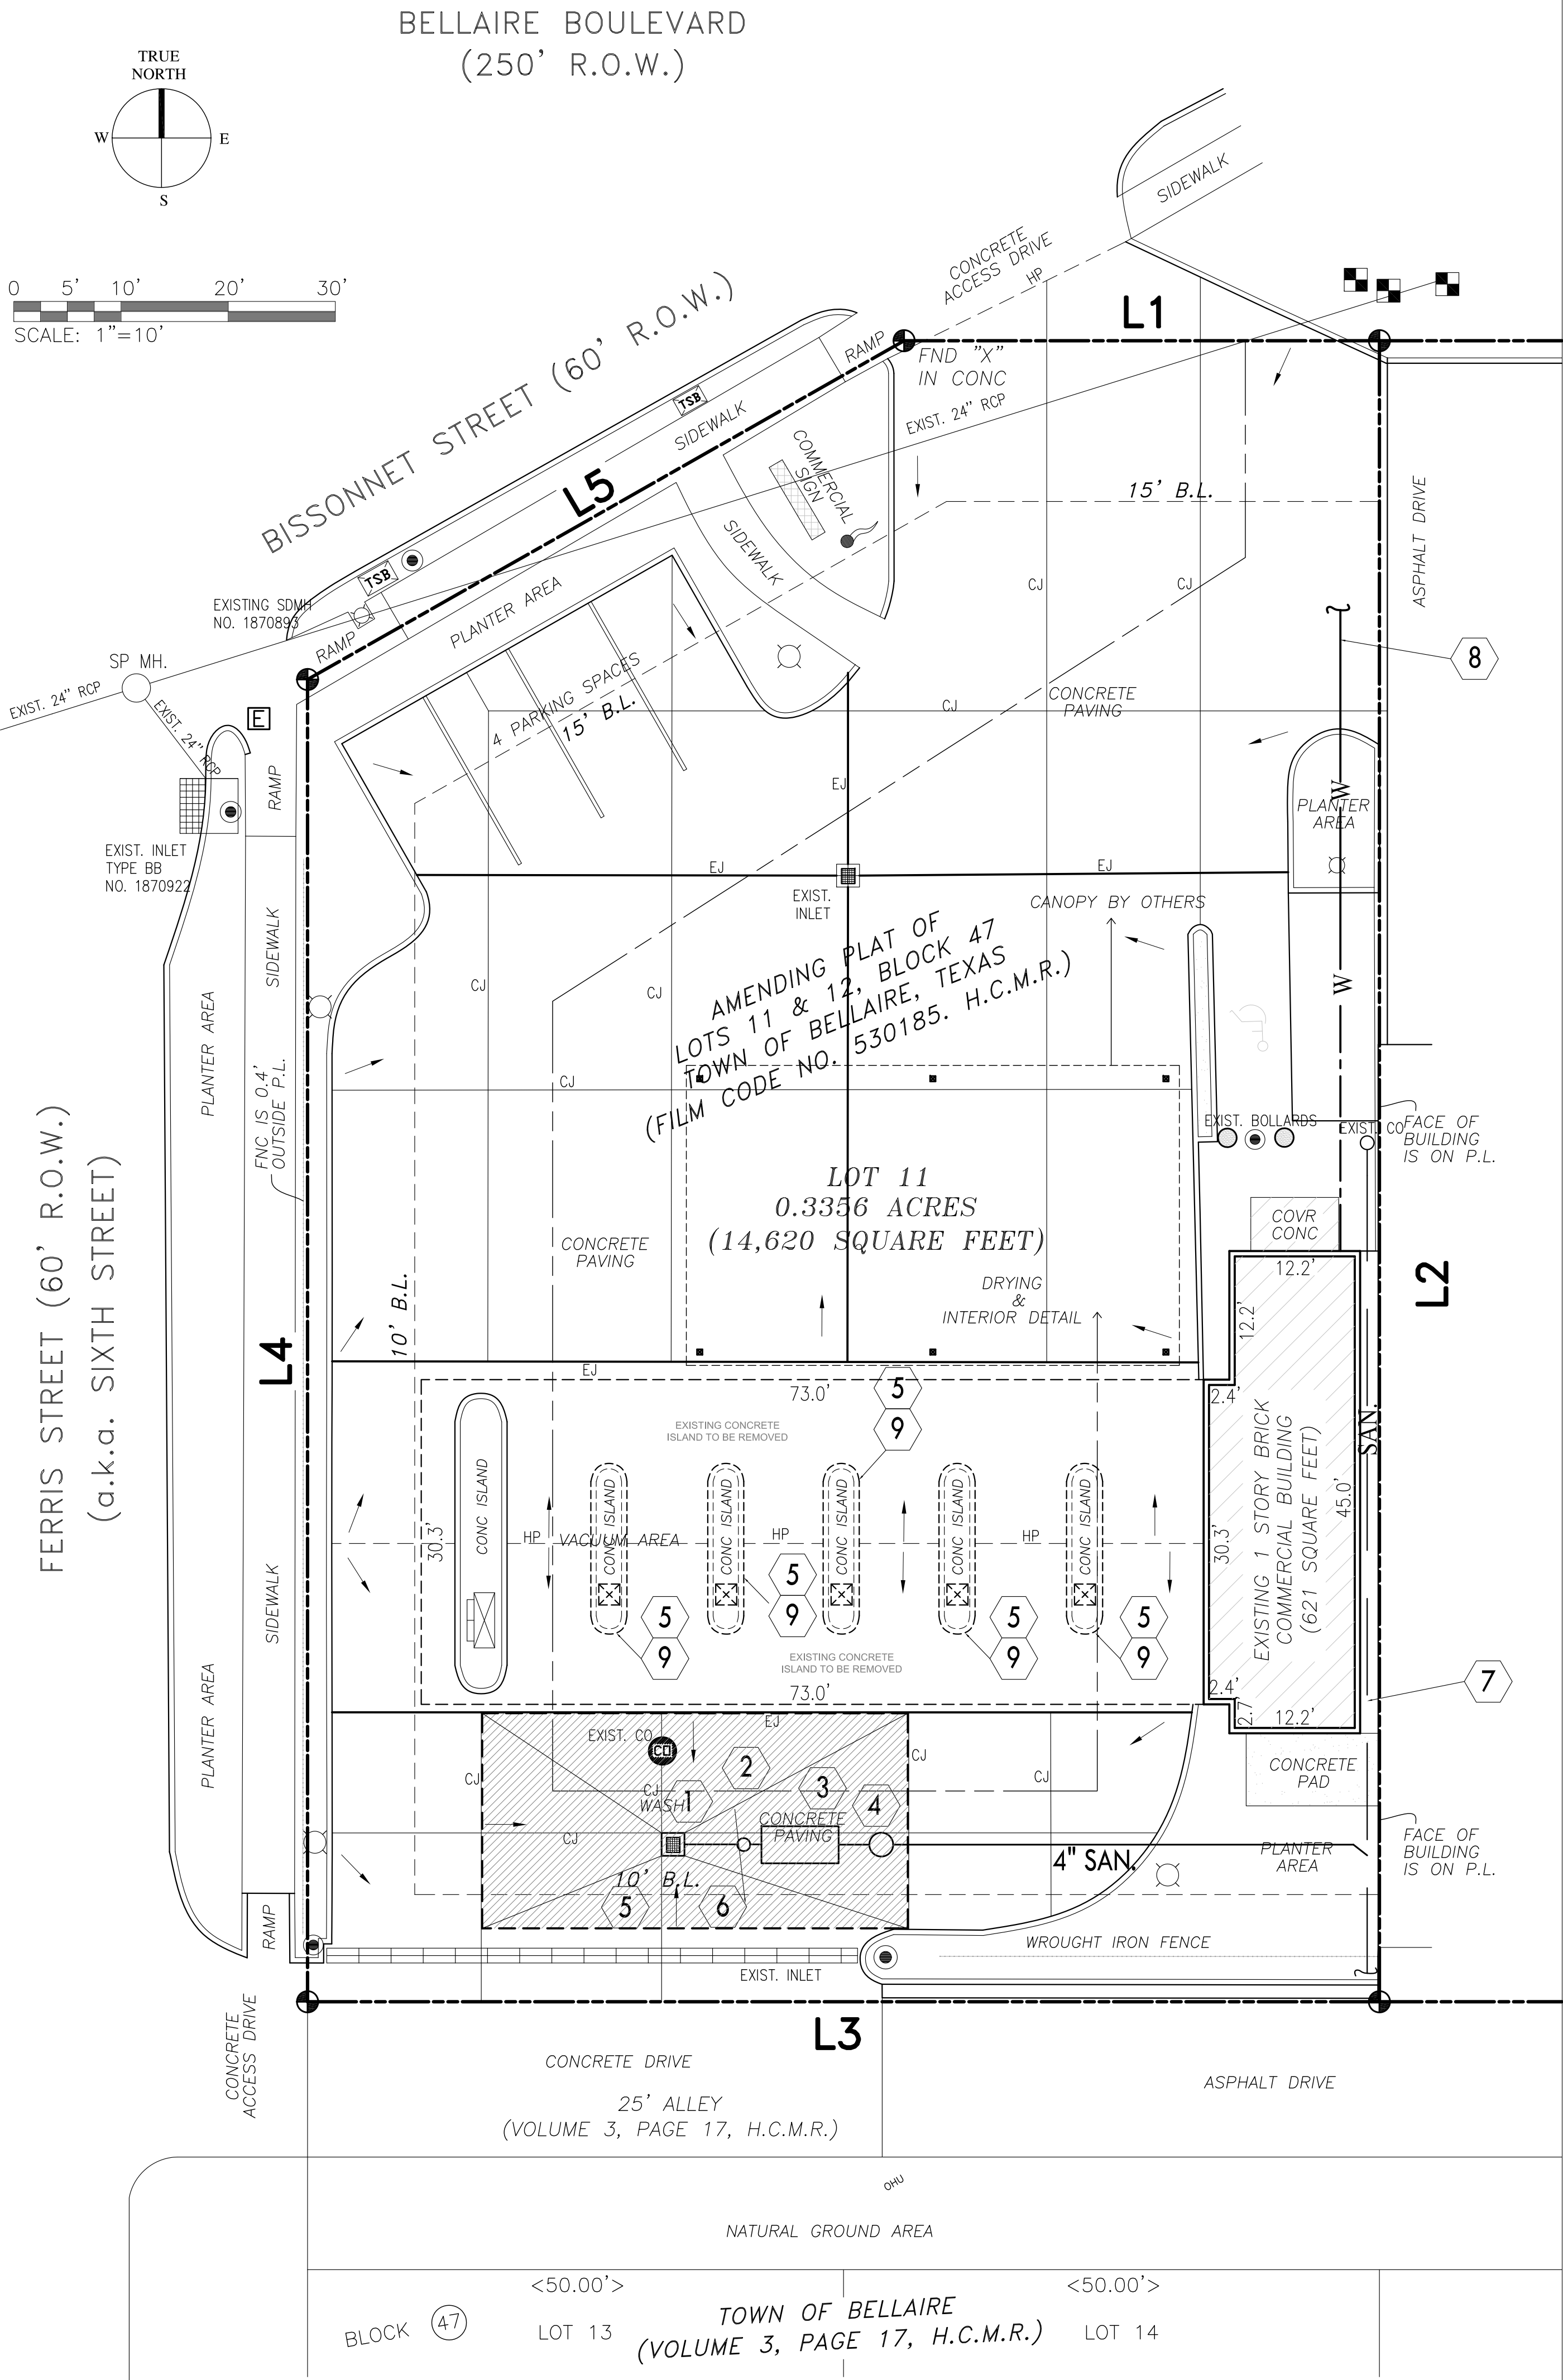 BELLAIRE BOULEVARD
(250' R.O.W.)
TRUE
NORTH
W
E
S
0 5' 10' 20' 30'
SCALE: 1"=10'
SIDEWALK
CONCRETE
ACCESS DRIVE
HP
L1
BISSONNET STREET (60' R.O.W.)
RAMP
FND "X"
IN CONC
TSB
SIDEWALK
EXIST. 24" RCP
L5
COMMERCIAL
SIGN
15' B.L.
ASPHALT DRIVE
SIDEWALK
TSB
PLANTER AREA
CJ
CJ
EXISTING SDMH
NO. 1870893
RAMP
SP MH.
EXIST. 24" RCP
EXIST. 24" RCP
E
4 PARKING SPACES
15' B.L.
CJ
CONCRETE
PAVING
8
RAMP
EJ
W
PLANTER
AREA
EXIST. INLET
TYPE BB
NO. 1870922
EJ
EJ
EXIST.
INLET
CANOPY BY OTHERS
SIDEWALK
CJ
CJ
W
AMENDING PLAT OF
LOTS 11 & 12, BLOCK 47
TOWN OF BELLAIRE, TEXAS
(FILM CODE NO. 530185. H.C.M.R.)
PLANTER AREA
FNC IS 0.4'
OUTSIDE P.L.
CJ
EXIST. BOLLARDS
EXIST. CO
FACE OF
BUILDING
IS ON P.L.
FERRIS STREET (60' R.O.W.)
(a.k.a. SIXTH STREET)
LOT 11
0.3356 ACRES
(14,620 SQUARE FEET)
COVR
CONC
CONCRETE
PAVING
10' B.L.
DRYING
&
INTERIOR DETAIL
12.2'
12.2'
L2
L4
EJ
73.0'
5
9
2.4'
EXISTING CONCRETE
ISLAND TO BE REMOVED
SAN.
CONC ISLAND
CONC ISLAND
CONC ISLAND
CONC ISLAND
CONC ISLAND
CONC ISLAND
EXISTING 1 STORY BRICK
COMMERCIAL BUILDING
(621 SQUARE FEET)
45.0'
30.3'
HP
VACUUM AREA
HP
HP
30.3'
5
9
5
9
5
9
5
9
SIDEWALK
EXISTING CONCRETE
ISLAND TO BE REMOVED
73.0'
2.4'
2.7'
12.2'
7
PLANTER AREA
EXIST. CO
EJ
CO
CJ
CJ
CJ
CJ
2
3
4
1
WASH
CONCRETE
PAVING
CONCRETE
PAD
CJ
4" SAN.
PLANTER
AREA
FACE OF
BUILDING
IS ON P.L.
10' B.L.
5
6
RAMP
WROUGHT IRON FENCE
EXIST. INLET
CONCRETE
ACCESS DRIVE
L3
CONCRETE DRIVE
ASPHALT DRIVE
25' ALLEY
(VOLUME 3, PAGE 17, H.C.M.R.)
OHU
NATURAL GROUND AREA
<50.00'>
<50.00'>
BLOCK 47
LOT 13
TOWN OF BELLAIRE
(VOLUME 3, PAGE 17, H.C.M.R.)
LOT 14